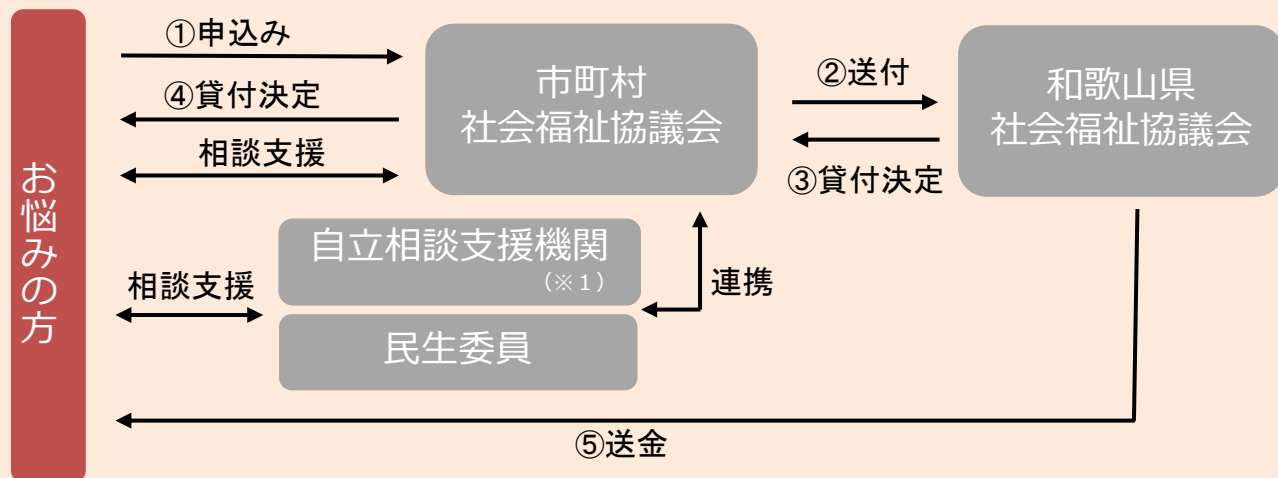 お悩みの方
①申込み
④貸付決定
相談支援
市町村
社会福祉協議会
②送付
③貸付決定
和歌山県
社会福祉協議会
相談支援
自立相談支援機関
（※１）
民生委員
連携
⑤送金